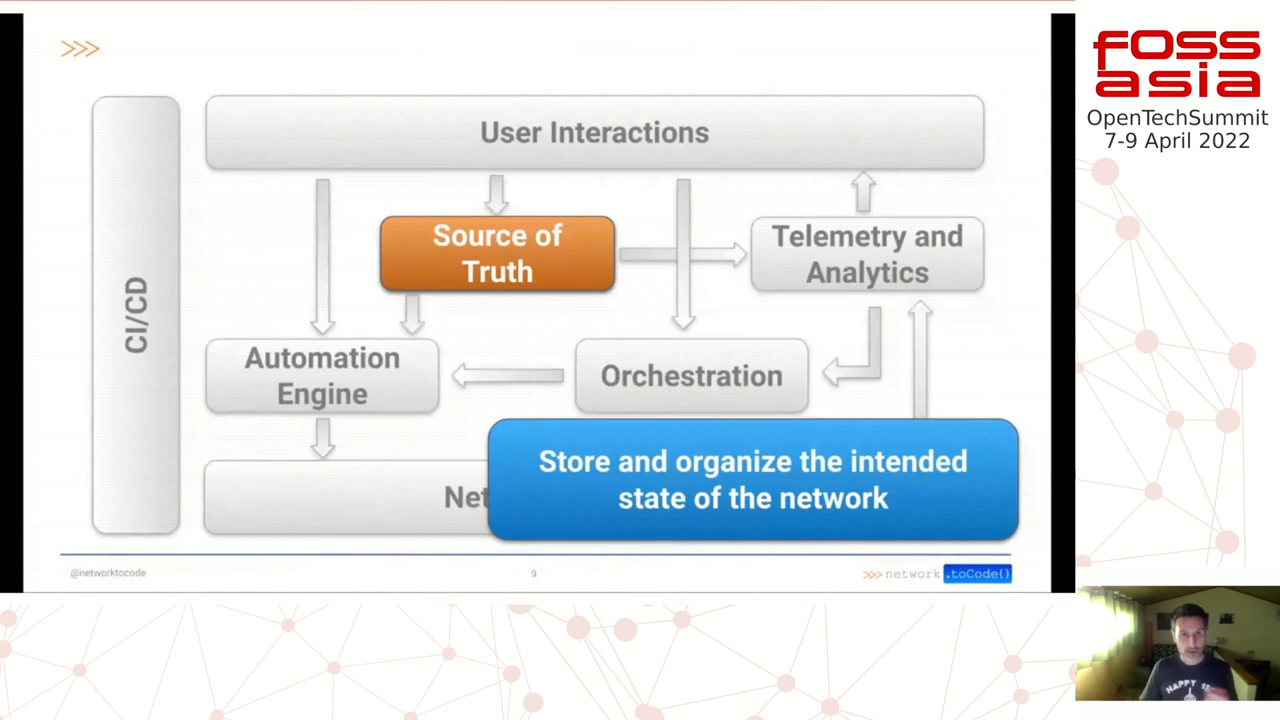 User Interactions
Source of
Truth
Telemetry and
Analytics
CI/CD
Automation
Engine
Orchestration
Net
Store and organize the intended
state of the network
@networktocode
9
>>> network .toCode()
FOSS
asia
OpenTechSummit
7-9 April 2022
HAPPY